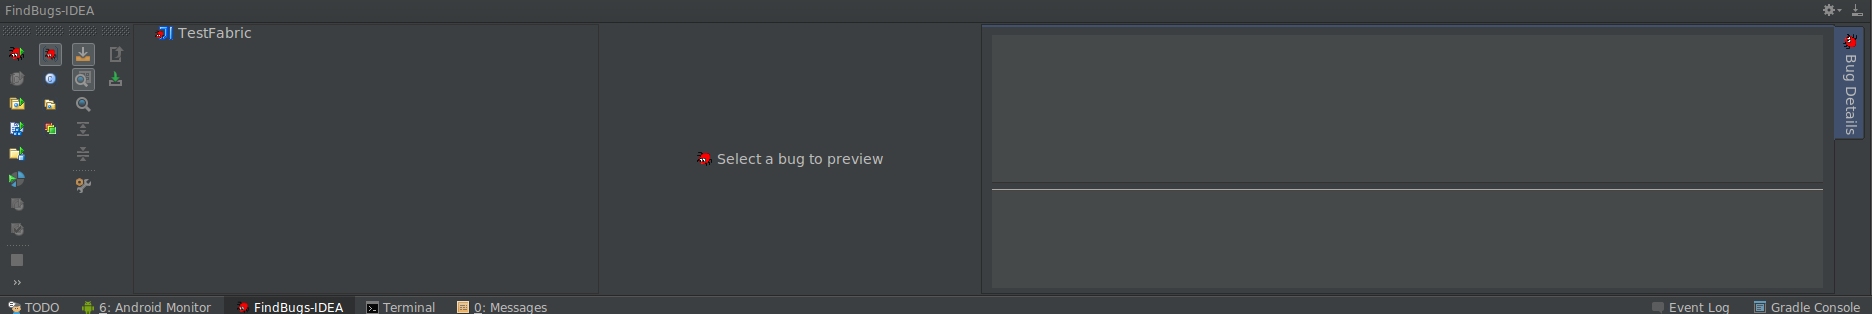 FindBugs-IDEA
TestFabric
Select a bug to preview
Bug Details
TODO
6: Android Monitor
FindBugs-IDEA
Terminal
0: Messages
Event Log
Gradle Console